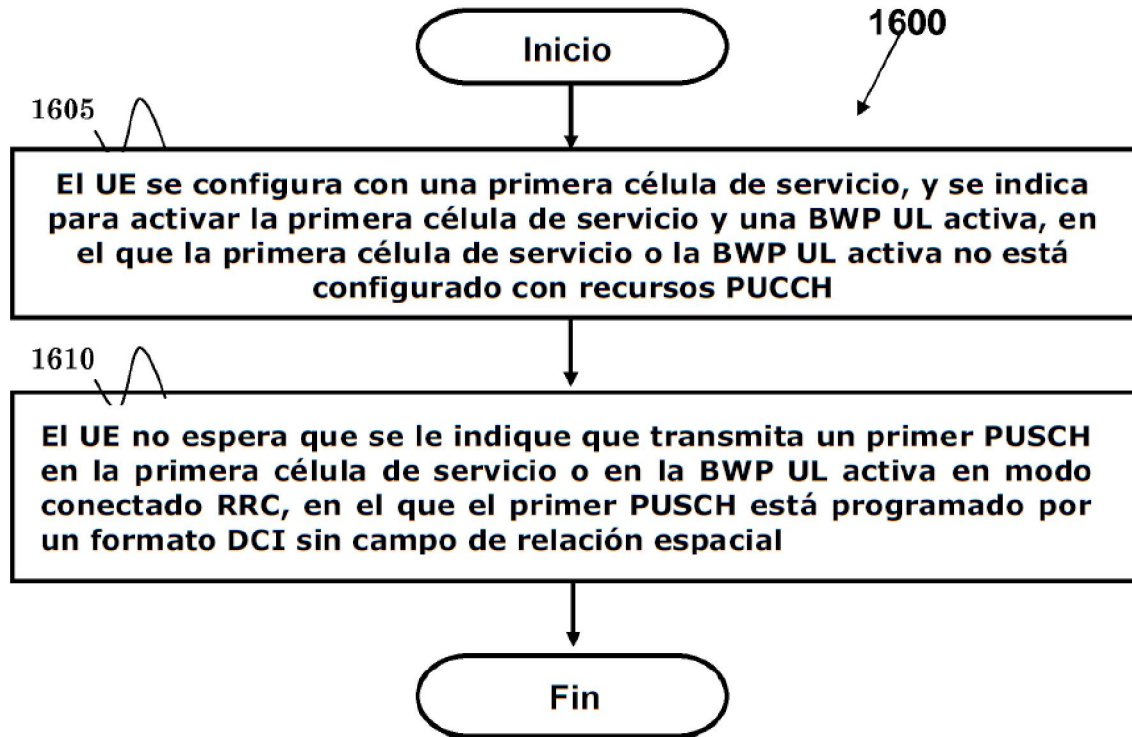 1600
Inicio
1605
El UE se configura con una primera célula de servicio, y se indica
para activar la primera célula de servicio y una BWP UL activa, en
el que la primera célula de servicio o la BWP UL activa no está
configurado con recursos PUCCH
1610
El UE no espera que se le indique que transmita un primer PUSCH
en la primera célula de servicio o en la BWP UL activa en modo
conectado RRC, en el que el primer PUSCH está programado por
un formato DCI sin campo de relación espacial
Fin